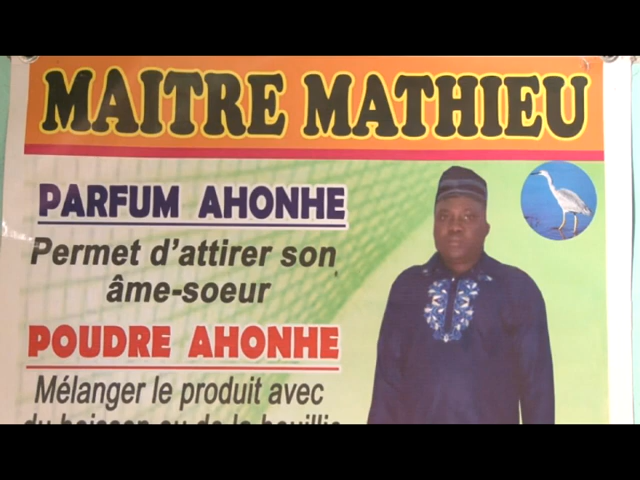 MAITRE MATHIEU
PARFUM AHONHE
Permet d'attirer son
âme-soeur
POUDRE AHONHE
Mélanger le produit avec